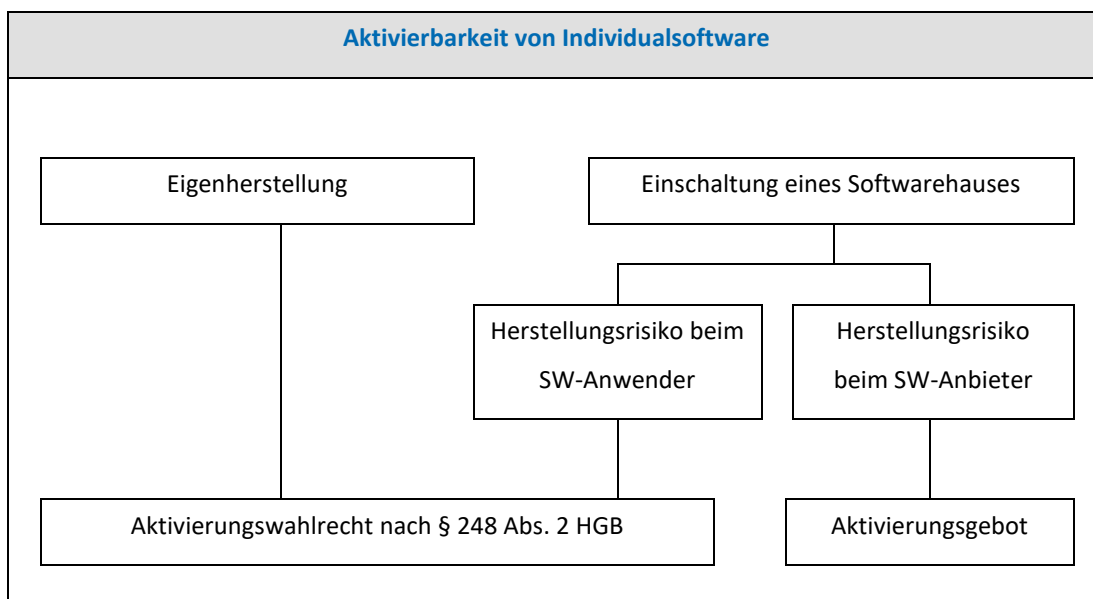 Aktivierbarkeit von Individualsoftware
Eigenherstellung
Einschaltung eines Softwarehauses
Herstellungsrisiko beim
SW-Anwender
Herstellungsrisiko
beim SW-Anbieter
Aktivierungswahlrecht nach § 248 Abs. 2 HGB
Aktivierungsgebot